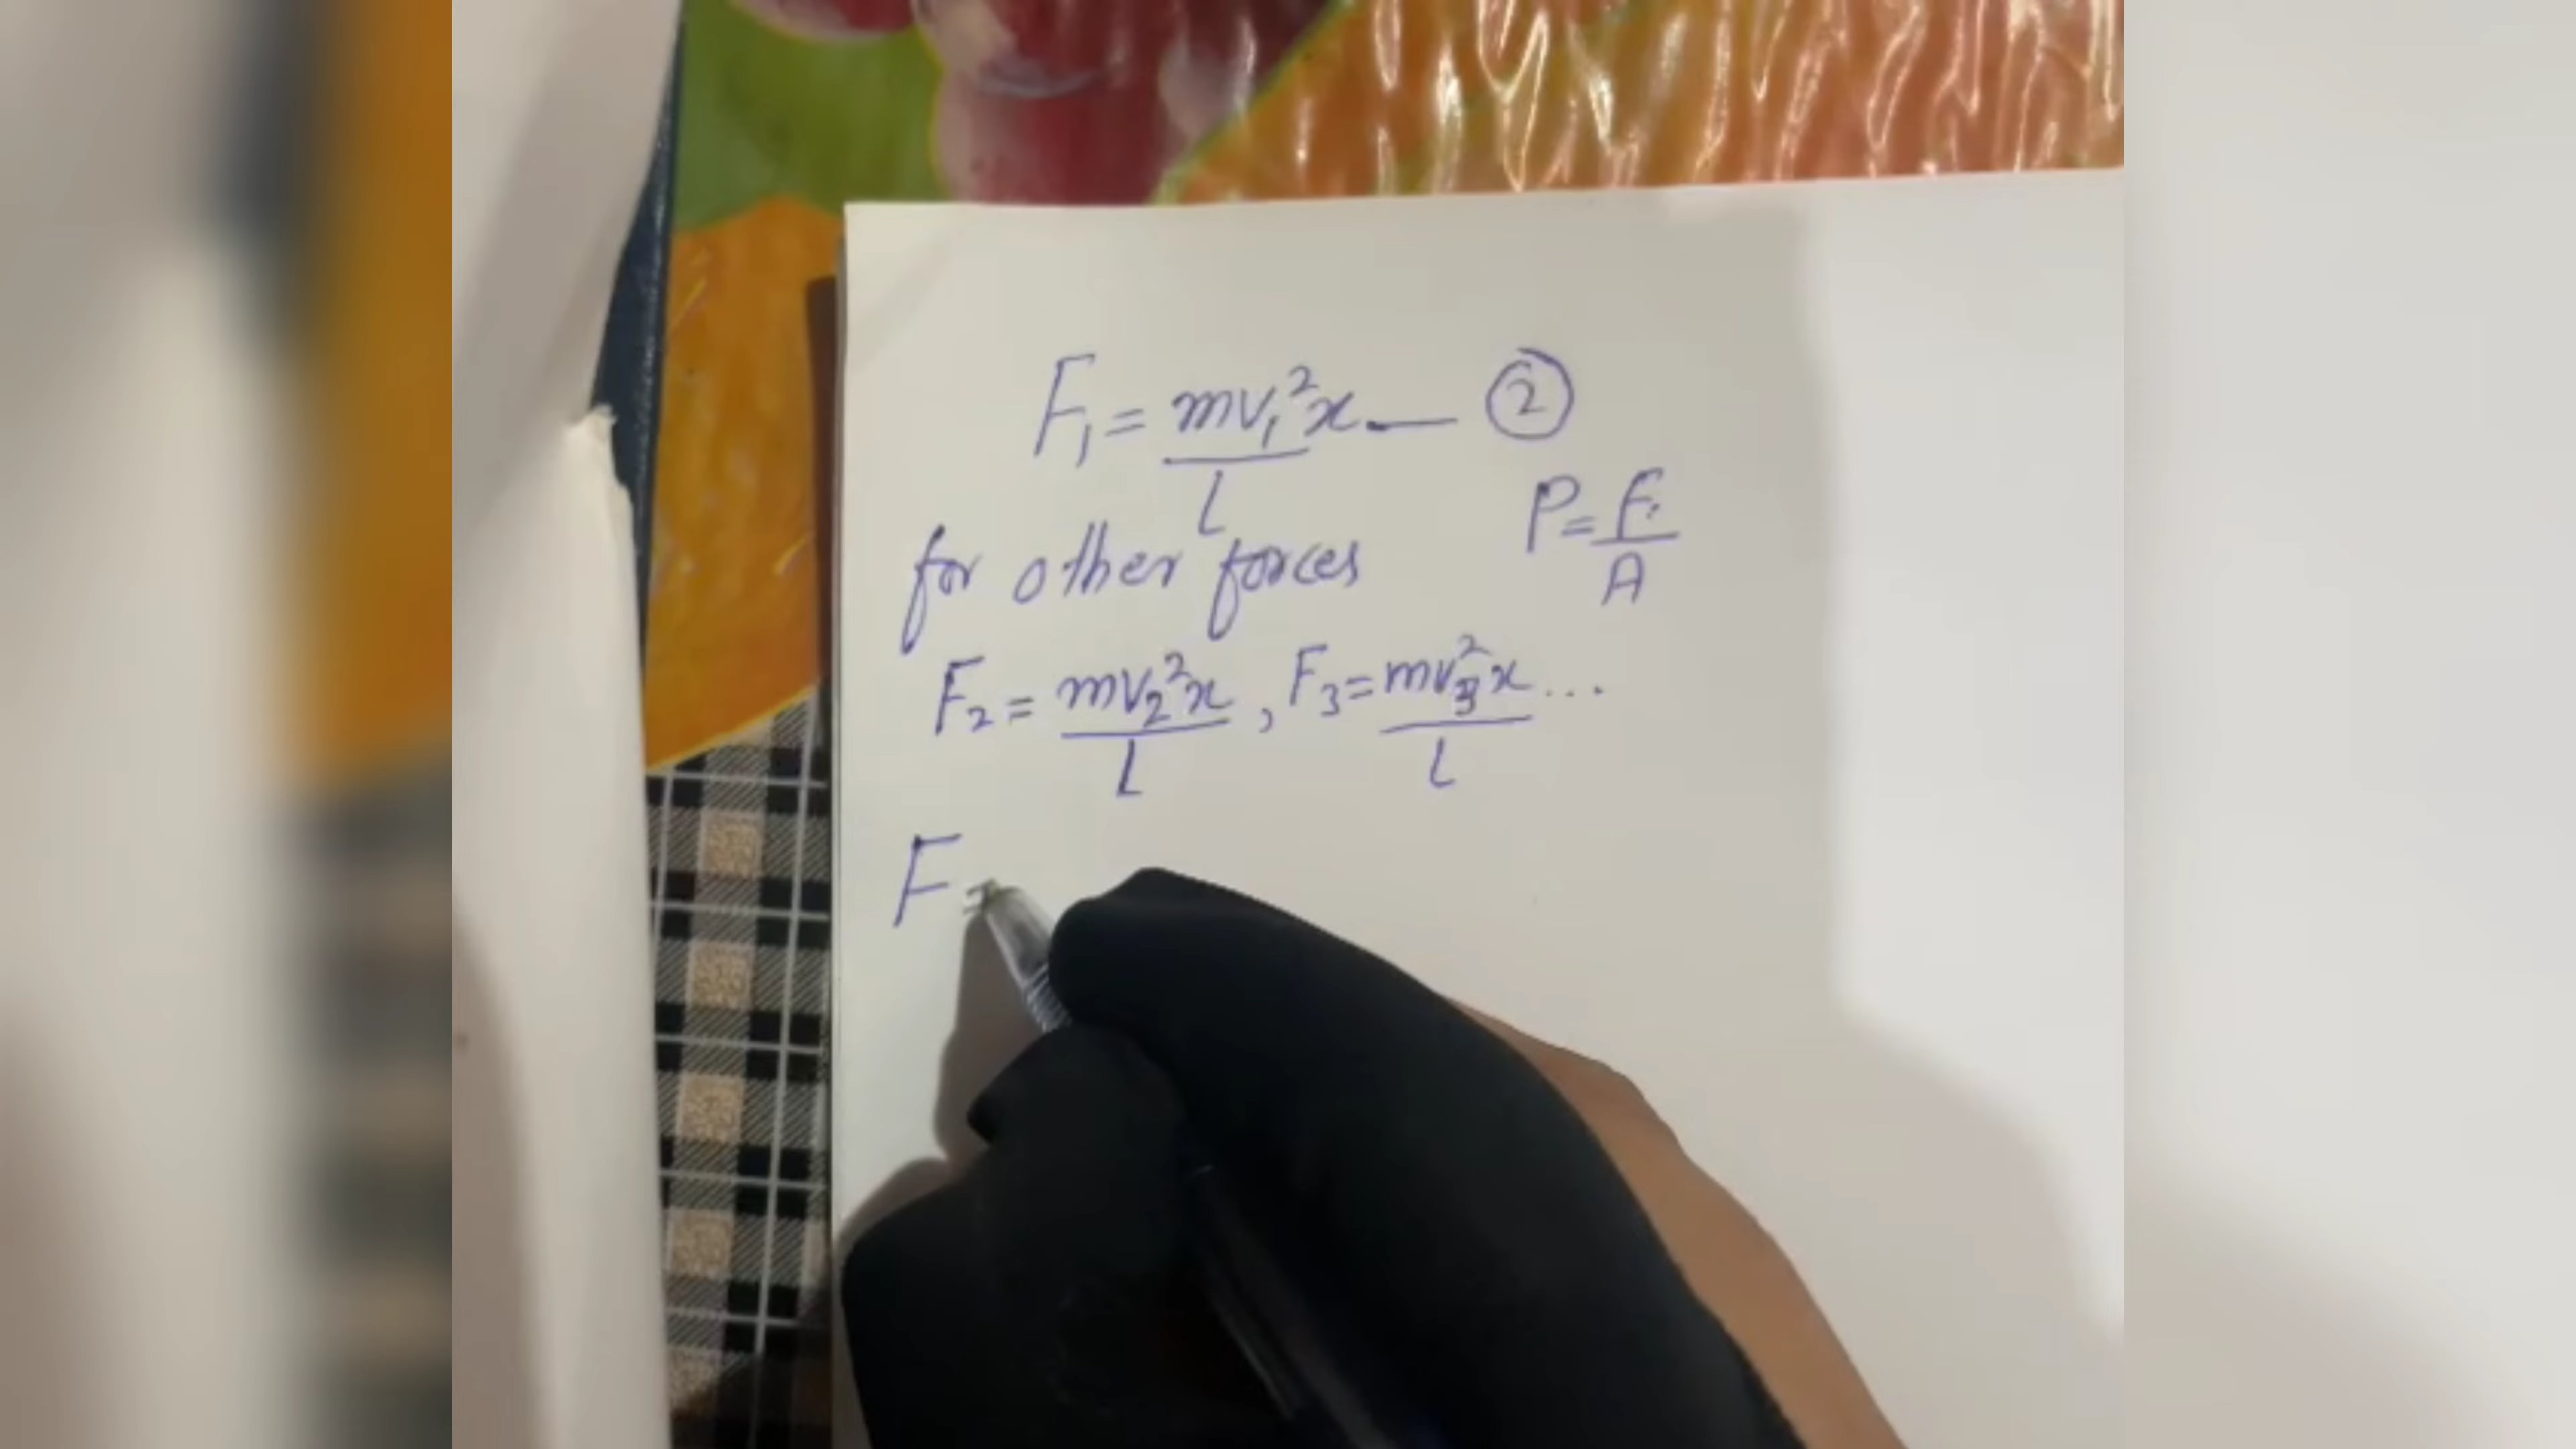 F₁ = mv₁²x / L — ②
P = F₁ / A
for other forces
F₂ = mv₂²x / L , F₃ = mv₃²x / L ...
F =